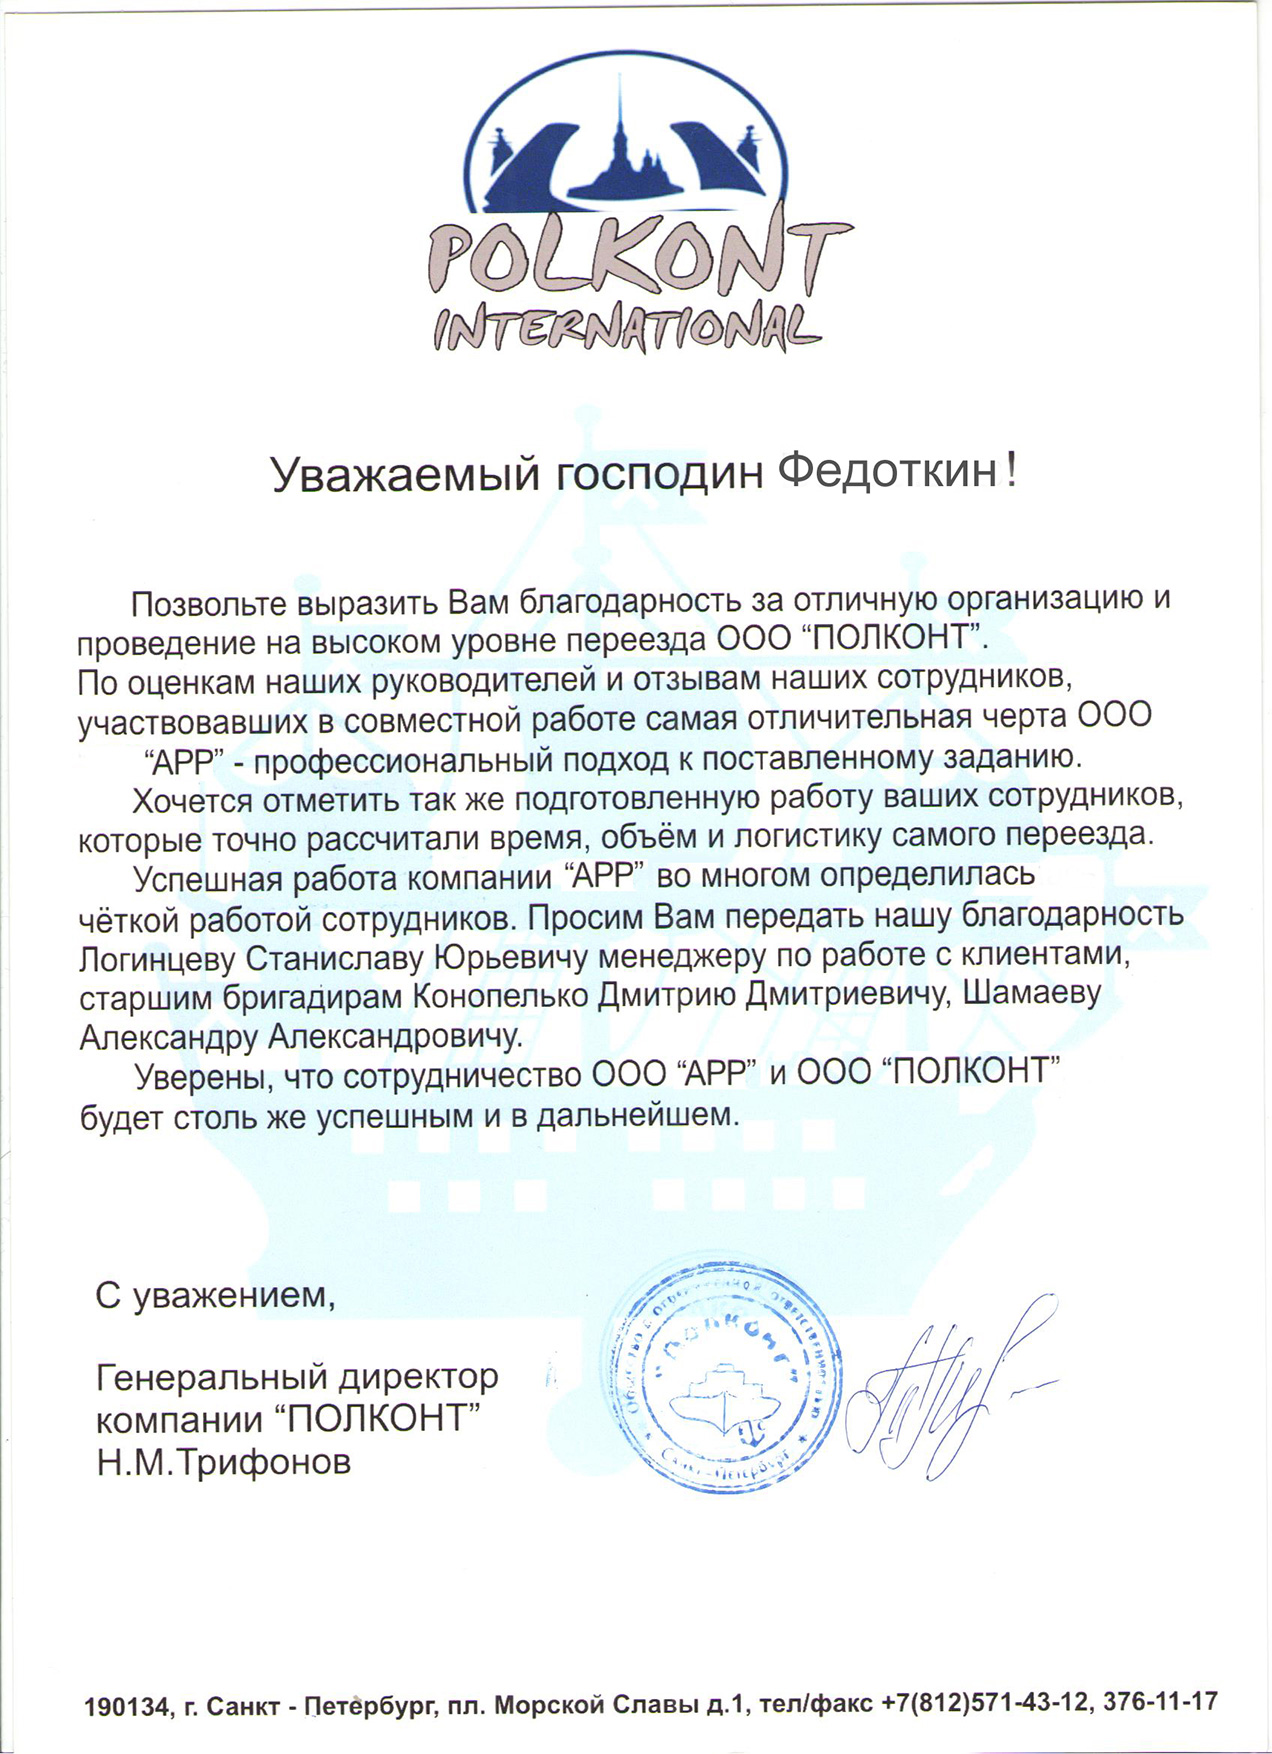 POLKONT
INTERNATIONAL
Уважаемый господин Федоткин!
Позвольте выразить Вам благодарность за отличную организацию и
проведение на высоком уровне переезда ООО “ПОЛКОНТ”.
По оценкам наших руководителей и отзывам наших сотрудников,
участвовавших в совместной работе самая отличительная черта ООО
“АРР” - профессиональный подход к поставленному заданию.
Хочется отметить так же подготовленную работу ваших сотрудников,
которые точно рассчитали время, объём и логистику самого переезда.
Успешная работа компании “АРР” во многом определилась
чёткой работой сотрудников. Просим Вам передать нашу благодарность
Логинцеву Станиславу Юрьевичу менеджеру по работе с клиентами,
старшим бригадирам Конопелько Дмитрию Дмитриевичу, Шамаеву
Александру Александровичу.
Уверены, что сотрудничество ООО “АРР” и ООО “ПОЛКОНТ”
будет столь же успешным и в дальнейшем.
С уважением,
Генеральный директор
компании “ПОЛКОНТ”
Н.М.Трифонов
Общество с ограниченной ответственностью
"Полконт"
Санкт-Петербург
190134, г. Санкт - Петербург, пл. Морской Славы д.1, тел/факс +7(812)571-43-12, 376-11-17